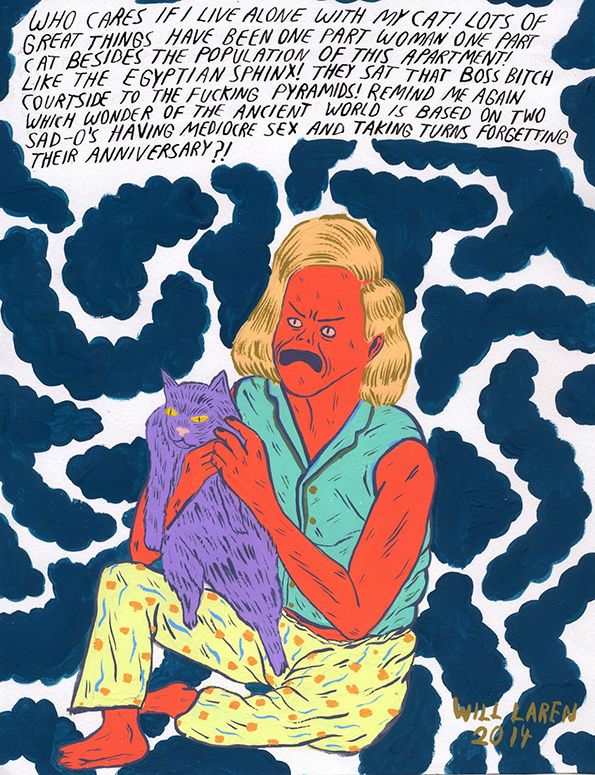 WHO CARES IF I LIVE ALONE WITH MY CAT! LOTS OF
GREAT THINGS HAVE BEEN ONE PART WOMAN ONE PART
CAT BESIDES THE POPULATION OF THIS APARTMENT!
LIKE THE EGYPTIAN SPHINX! THEY SAT THAT BOSS BITCH
COURTSIDE TO THE FUCKING PYRAMIDS! REMIND ME AGAIN
WHICH WONDER OF THE ANCIENT WORLD IS BASED ON TWO
SAD-O'S HAVING MEDIOCRE SEX AND TAKING TURNS FORGETTING
THEIR ANNIVERSARY?!
WILL LAREN
2014